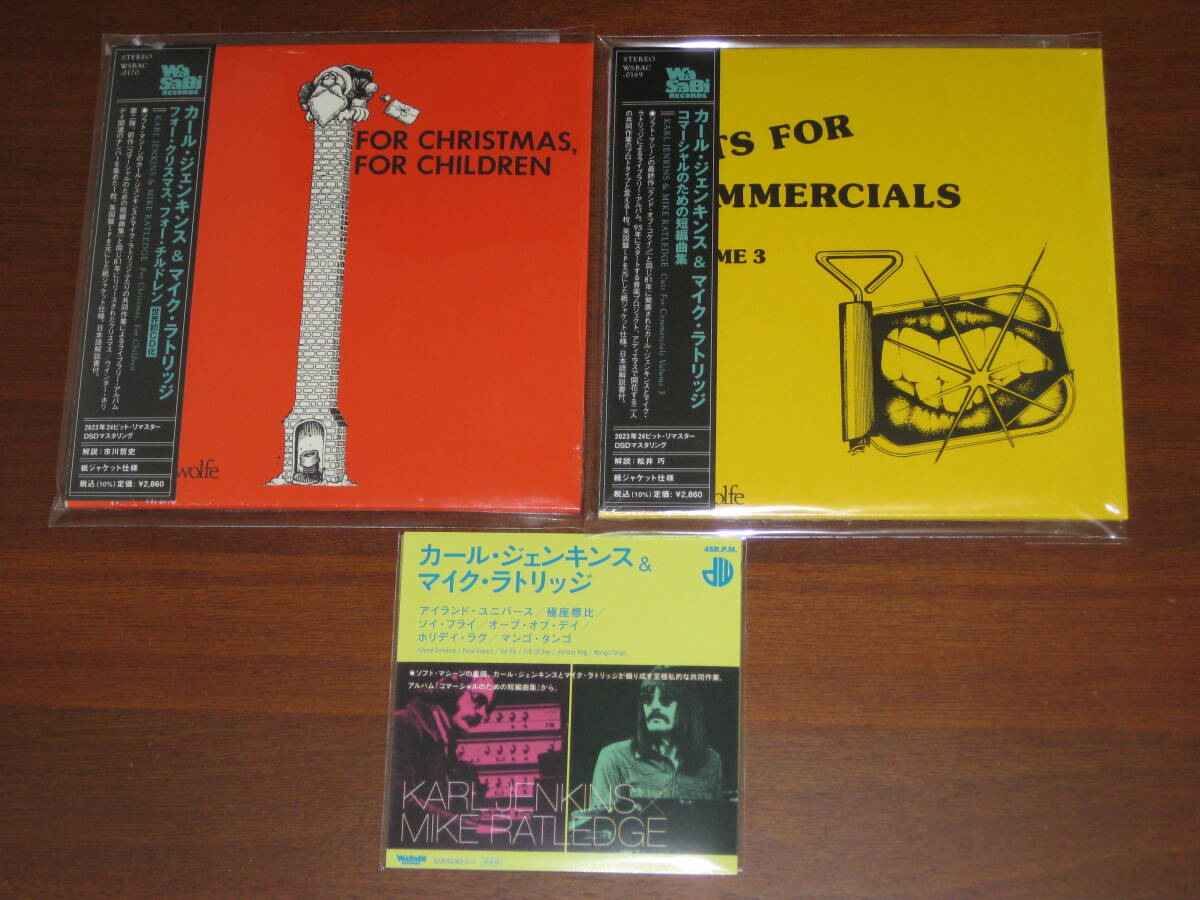 STEREO
WSBAC
-0170
WaSaBi
RECORDS
カール・ジェンキンス & マイク・ラトリッジ
フォー・クリスマス、フォー・チルドレン 世界初CD化
KARL JENKINS & MIKE RATLEDGE For Christmas, For Children
2023年24ビット・リマスター
DSDマスタリング
解説:市川哲史
紙ジャケット仕様
税込(10%)定価:¥2,860
FOR CHRISTMAS,
FOR CHILDREN
wolfe
STEREO
WSBAC
-0169
WaSaBi
RECORDS
カール・ジェンキンス & マイク・ラトリッジ
コマーシャルのための短編曲集
KARL JENKINS & MIKE RATLEDGE Cuts For Commercials Volume 3
2023年24ビット・リマスター
DSDマスタリング
解説:松井 巧
紙ジャケット仕様
税込(10%)定価:¥2,860
TS FOR
MMERCIALS
ME 3
olfe
カール・ジェンキンス &
マイク・ラトリッジ
45R.P.M.
アイランド・ユニバース/極座標比/
ソイ・フライ/オーブ・オブ・デイ/
ホリデイ・ラグ/マンゴ・タンゴ
Island Universe / Polar Aspect / Soi Fly / Orb Of Day / Holiday Rag / Mango Tango
●ソフト・マシーンの重鎮、カール・ジェンキンスとマイク・ラトリッジが織り成す至極私的な共同作業。
アルバム「コマーシャルのための短編曲集」から。
KARL JENKINS ×
MIKE RATLEDGE
WaSaBi
RECORDS